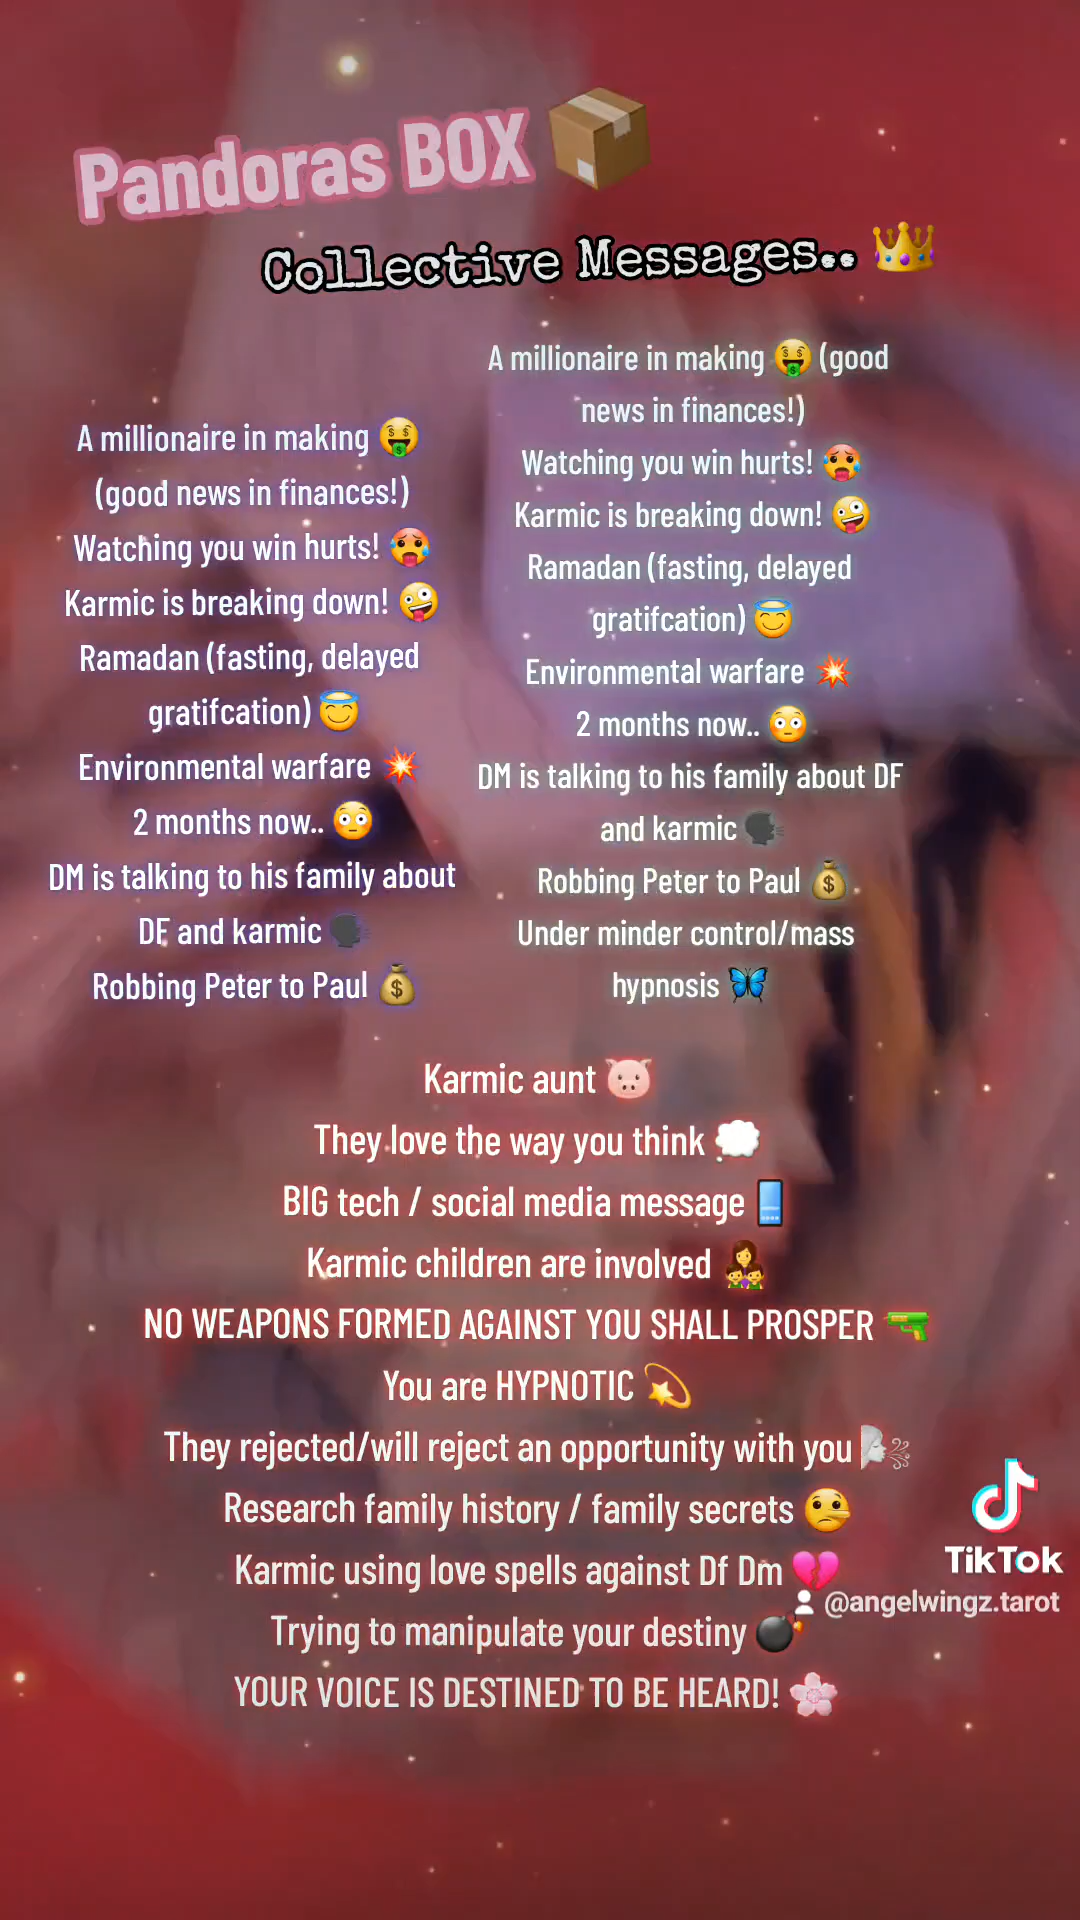 Pandoras BOX 📦
Collective Messages.. 👑
A millionaire in making 🤑
(good news in finances!)
Watching you win hurts! 🥵
Karmic is breaking down! 🤪
Ramadan (fasting, delayed
gratifcation) 😇
Environmental warfare 💥
2 months now.. 😳
DM is talking to his family about
DF and karmic 🗣
Robbing Peter to Paul 💰
A millionaire in making 🤑 (good
news in finances!)
Watching you win hurts! 🥵
Karmic is breaking down! 🤪
Ramadan (fasting, delayed
gratifcation) 😇
Environmental warfare 💥
2 months now.. 😳
DM is talking to his family about DF
and karmic 🗣
Robbing Peter to Paul 💰
Under minder control/mass
hypnosis 🦋
Karmic aunt 🐷
They love the way you think 💭
BIG tech / social media message 📱
Karmic children are involved 👩‍👧‍👦
NO WEAPONS FORMED AGAINST YOU SHALL PROSPER 🔫
You are HYPNOTIC 💫
They rejected/will reject an opportunity with you 🌬
Research family history / family secrets 🤥
Karmic using love spells against Df Dm 💔
Trying to manipulate your destiny 💣
YOUR VOICE IS DESTINED TO BE HEARD! 🌸
TikTok
@angelwingz.tarot